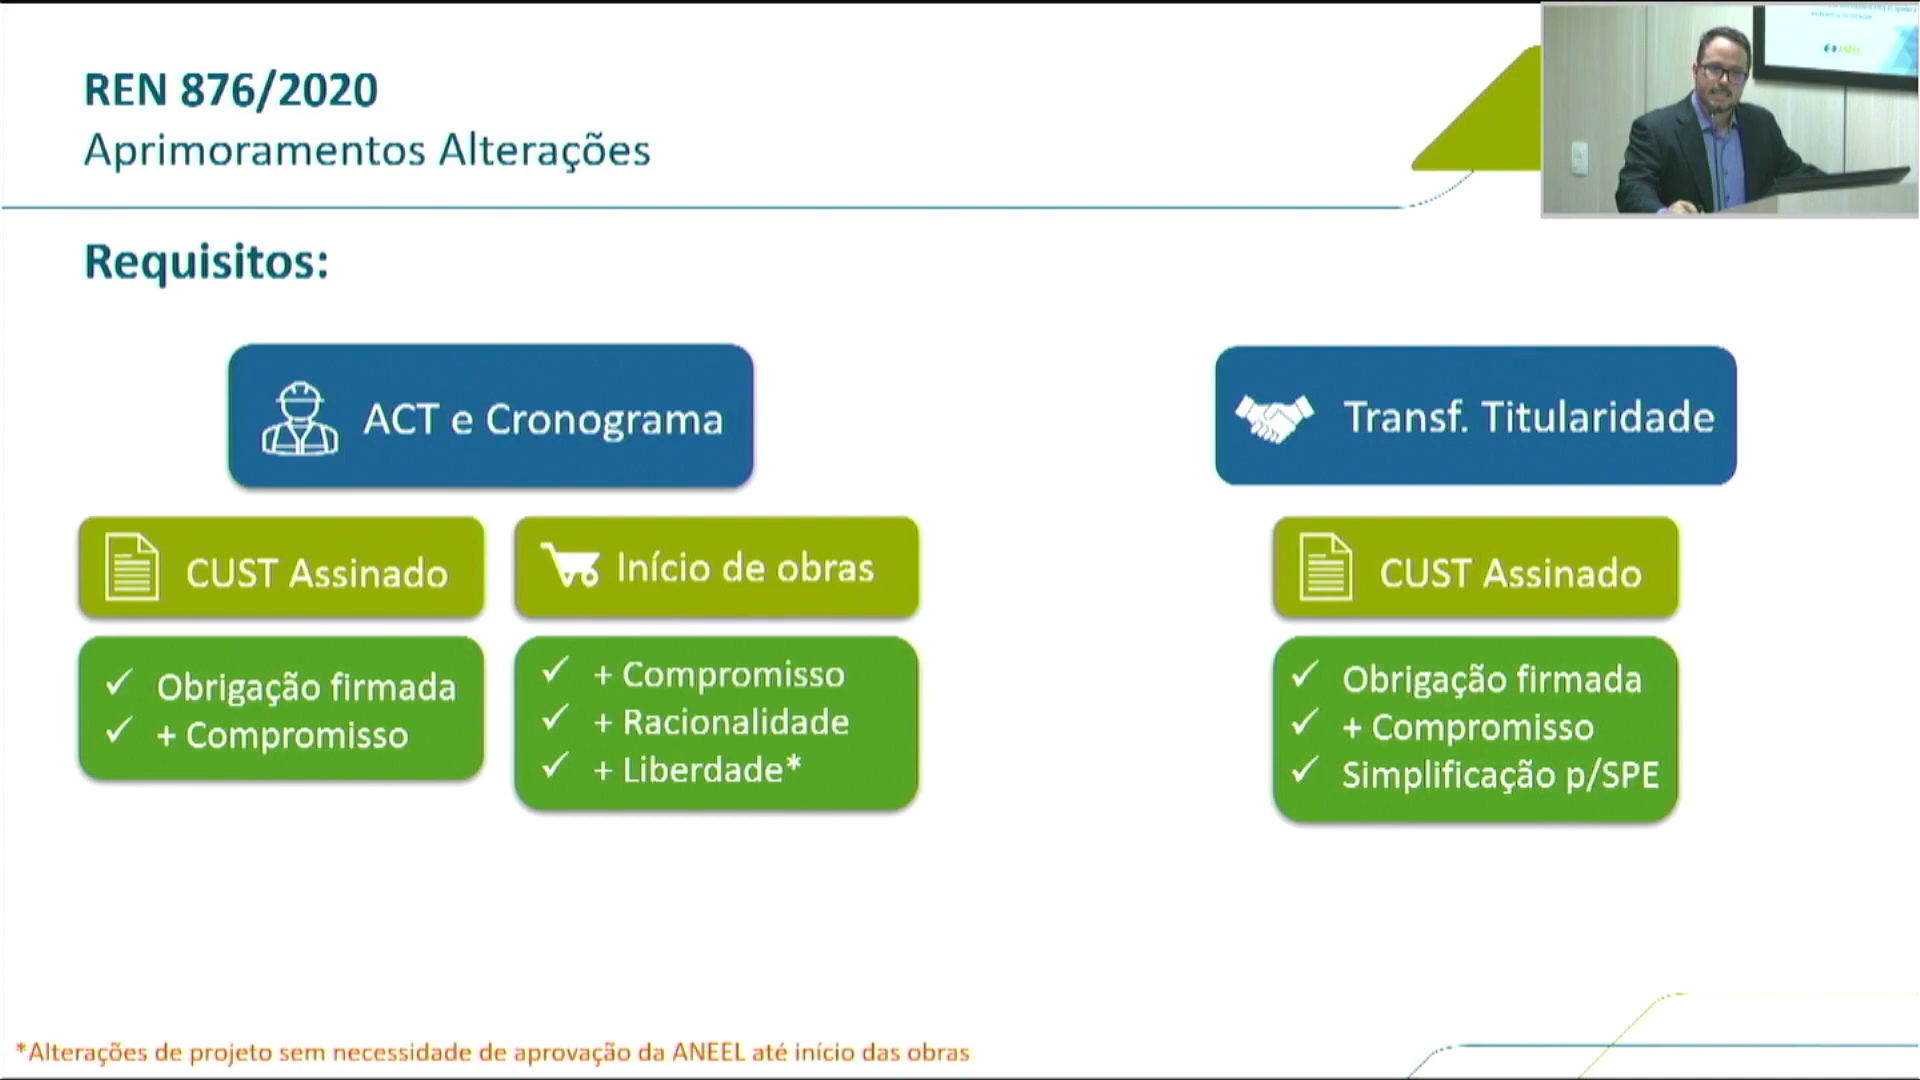 REN 876/2020
Aprimoramentos Alterações
Requisitos:
ACT e Cronograma
CUST Assinado
Início de obras
Obrigação firmada
+ Compromisso
+ Compromisso
+ Racionalidade
+ Liberdade*
Transf. Titularidade
CUST Assinado
Obrigação firmada
+ Compromisso
Simplificação p/SPE
*Alterações de projeto sem necessidade de aprovação da ANEEL até início das obras